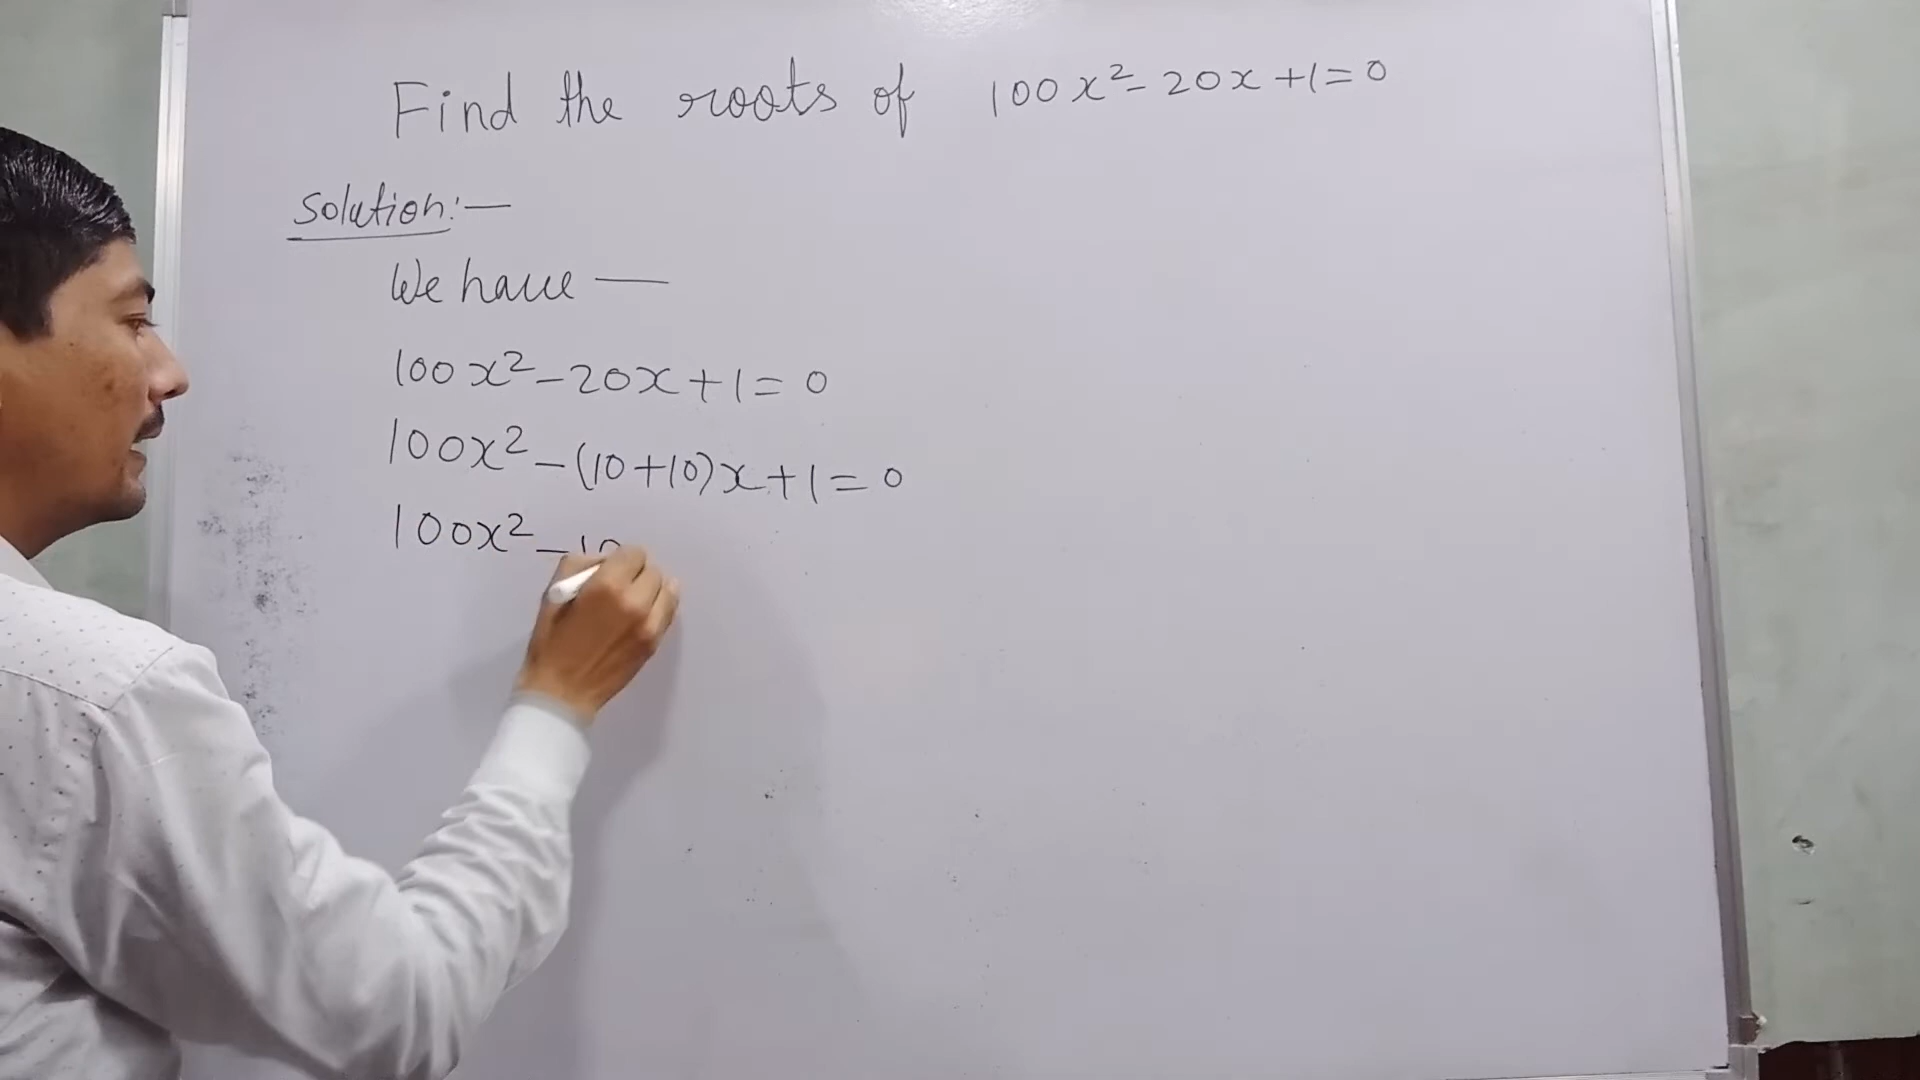 Find the roots of 100x²-20x+1=0
Solution:—
We have —
100x²-20x+1=0
100x²-(10+10)x+1=0
100x²-10